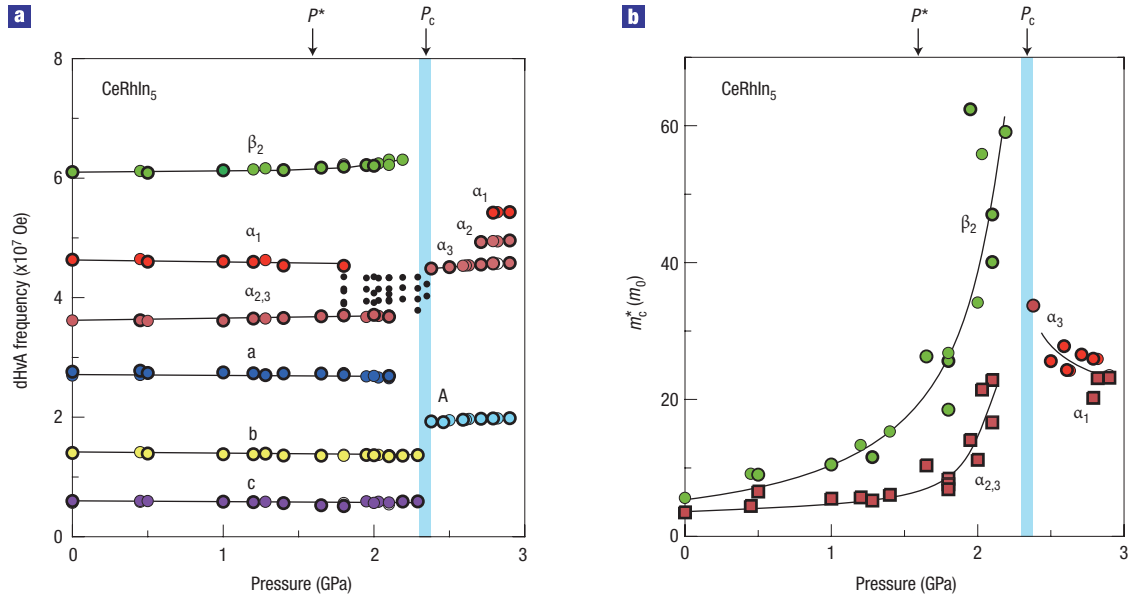 a
P*
Pc
8
CeRhIn5
β2
6
α1
α2
α1
α3
4
α2,3
a
2
A
b
c
0
0
1
2
3
dHvA frequency (x10⁷ Oe)
Pressure (GPa)
b
P*
Pc
CeRhIn5
60
β2
40
α3
20
α1
α2,3
0
0
1
2
3
m*c (m0)
Pressure (GPa)